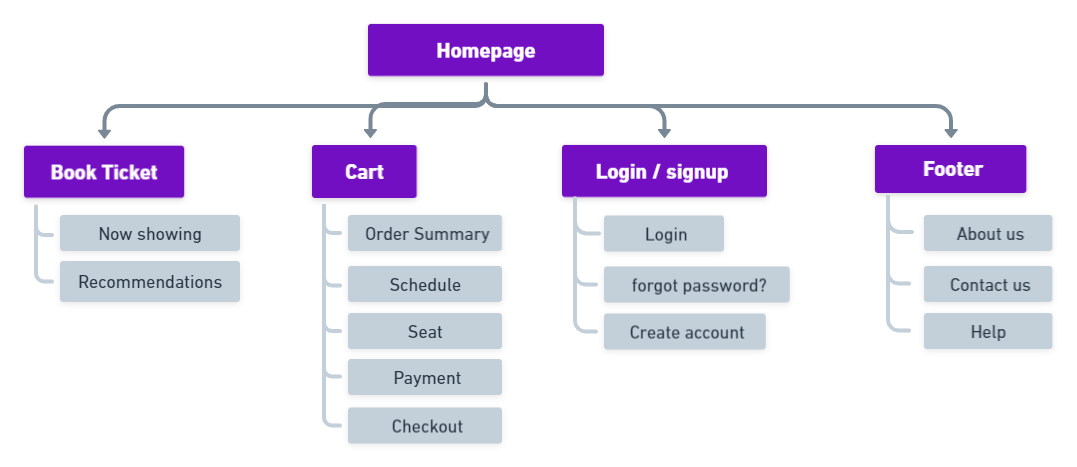 Homepage
Book Ticket
Now showing
Recommendations
Cart
Order Summary
Schedule
Seat
Payment
Checkout
Login / signup
Login
forgot password?
Create account
Footer
About us
Contact us
Help